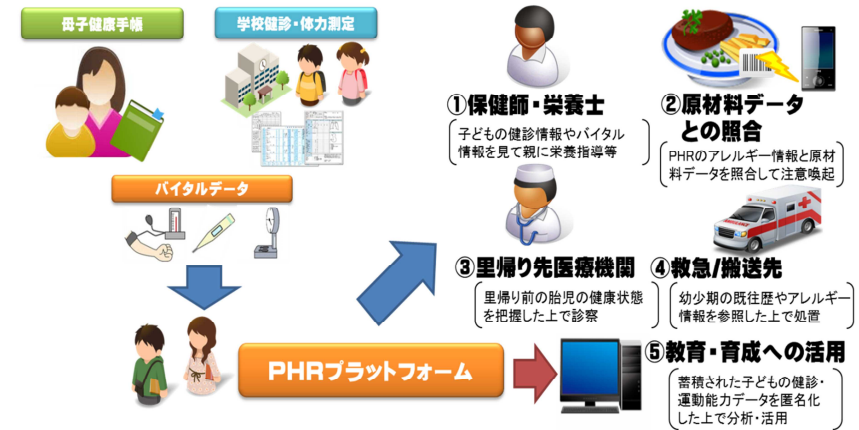 母子健康手帳
学校健診・体力測定
バイタルデータ
PHRプラットフォーム
①保健師・栄養士
子どもの健診情報やバイタル
情報を見て親に栄養指導等
②原材料データ
との照合
PHRのアレルギー情報と原材
料データを照合して注意喚起
③里帰り先医療機関
里帰り前の胎児の健康状態
を把握した上で診察
④救急/搬送先
幼少期の既往歴やアレルギー
情報を参照した上で処置
⑤教育・育成への活用
蓄積された子どもの健診・
運動能力データを匿名化
した上で分析・活用